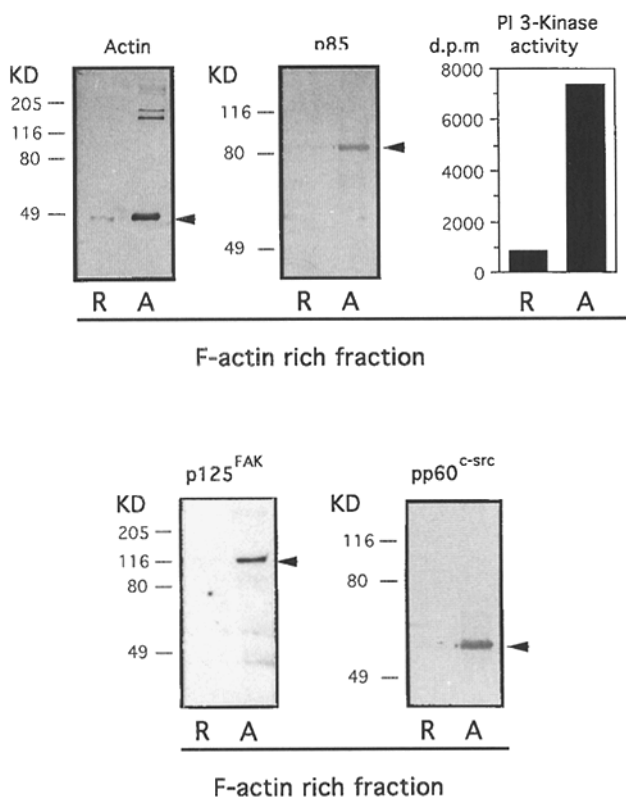 Actin
KD
205
116
80
49
R A
p85
KD
116
80
49
R A
PI 3-Kinase
d.p.m activity
8000
6000
4000
2000
0
R A
F-actin rich fraction
p125FAK
KD
205
116
80
49
R A
pp60c-src
KD
116
80
49
R A
F-actin rich fraction